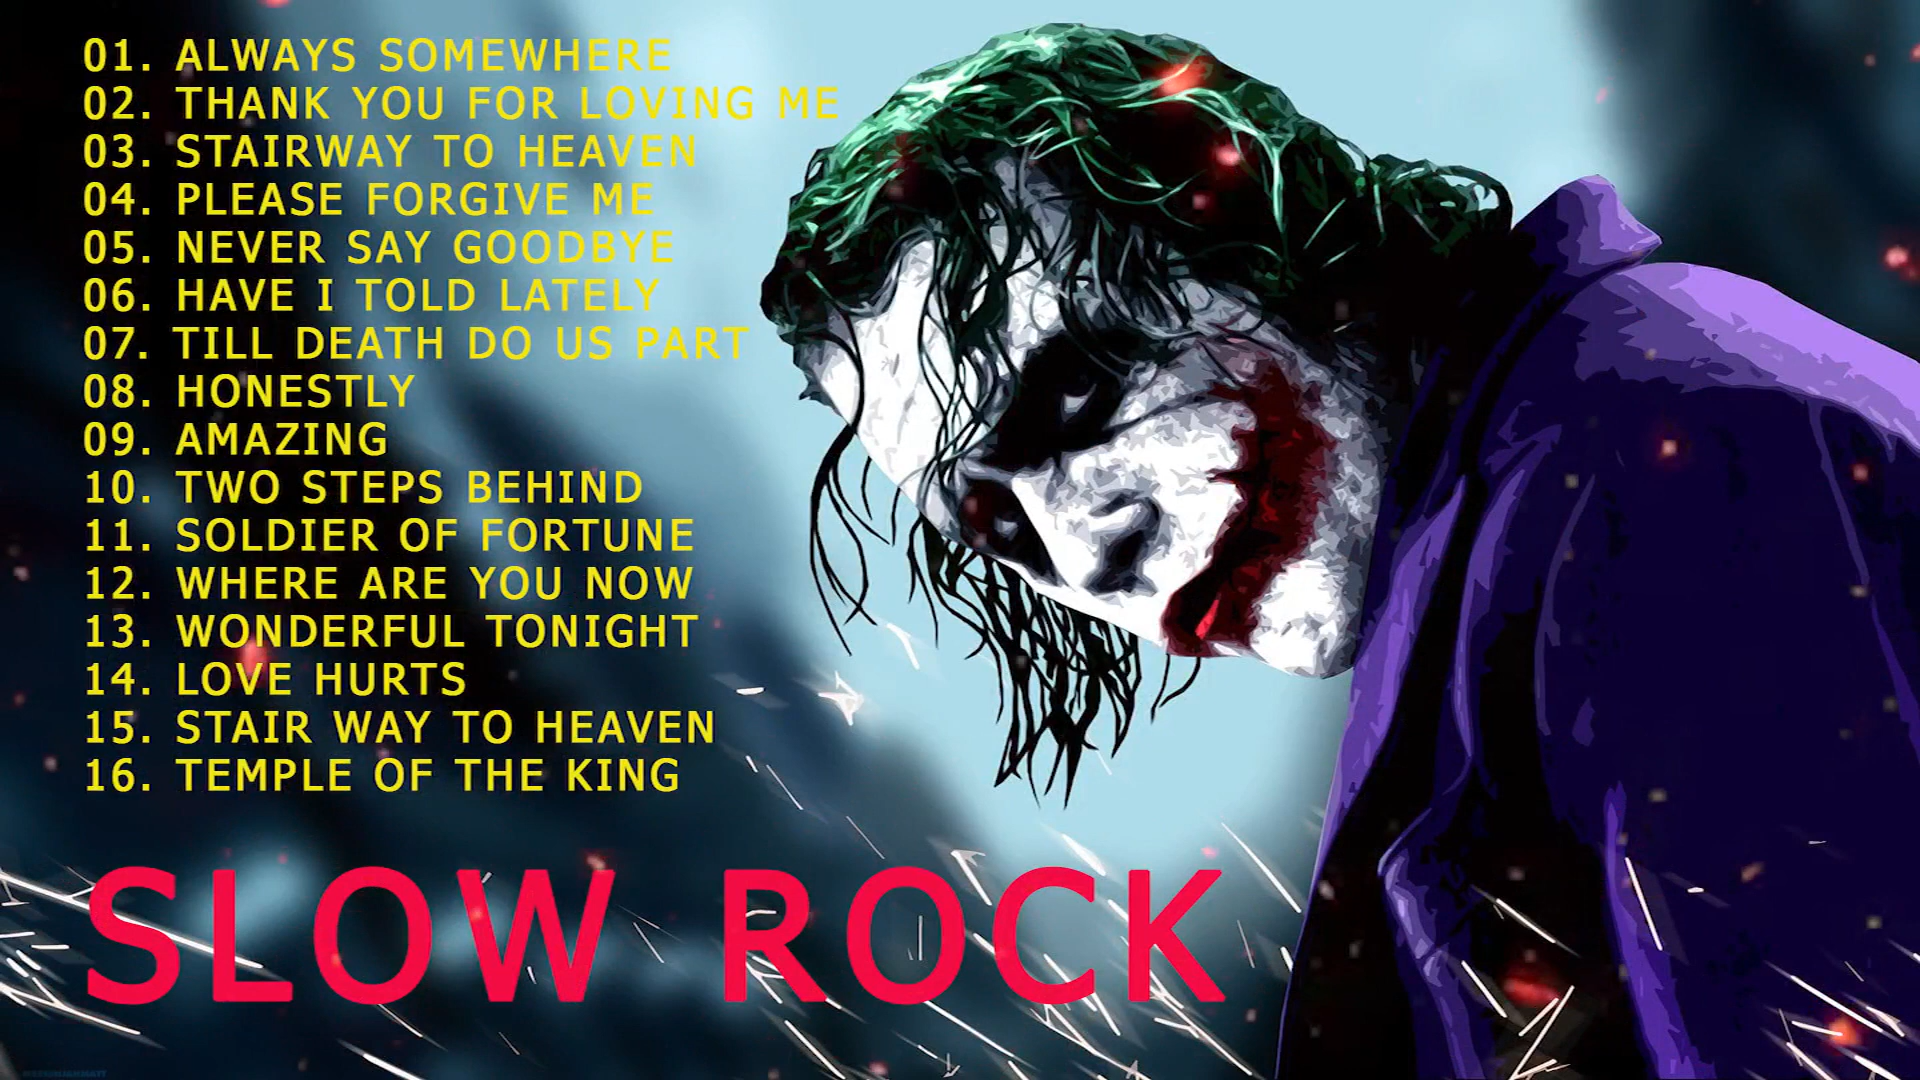 01. ALWAYS SOMEWHERE
02. THANK YOU FOR LOVING ME
03. STAIRWAY TO HEAVEN
04. PLEASE FORGIVE ME
05. NEVER SAY GOODBYE
06. HAVE I TOLD LATELY
07. TILL DEATH DO US PART
08. HONESTLY
09. AMAZING
10. TWO STEPS BEHIND
11. SOLDIER OF FORTUNE
12. WHERE ARE YOU NOW
13. WONDERFUL TONIGHT
14. LOVE HURTS
15. STAIR WAY TO HEAVEN
16. TEMPLE OF THE KING
SLOW ROCK